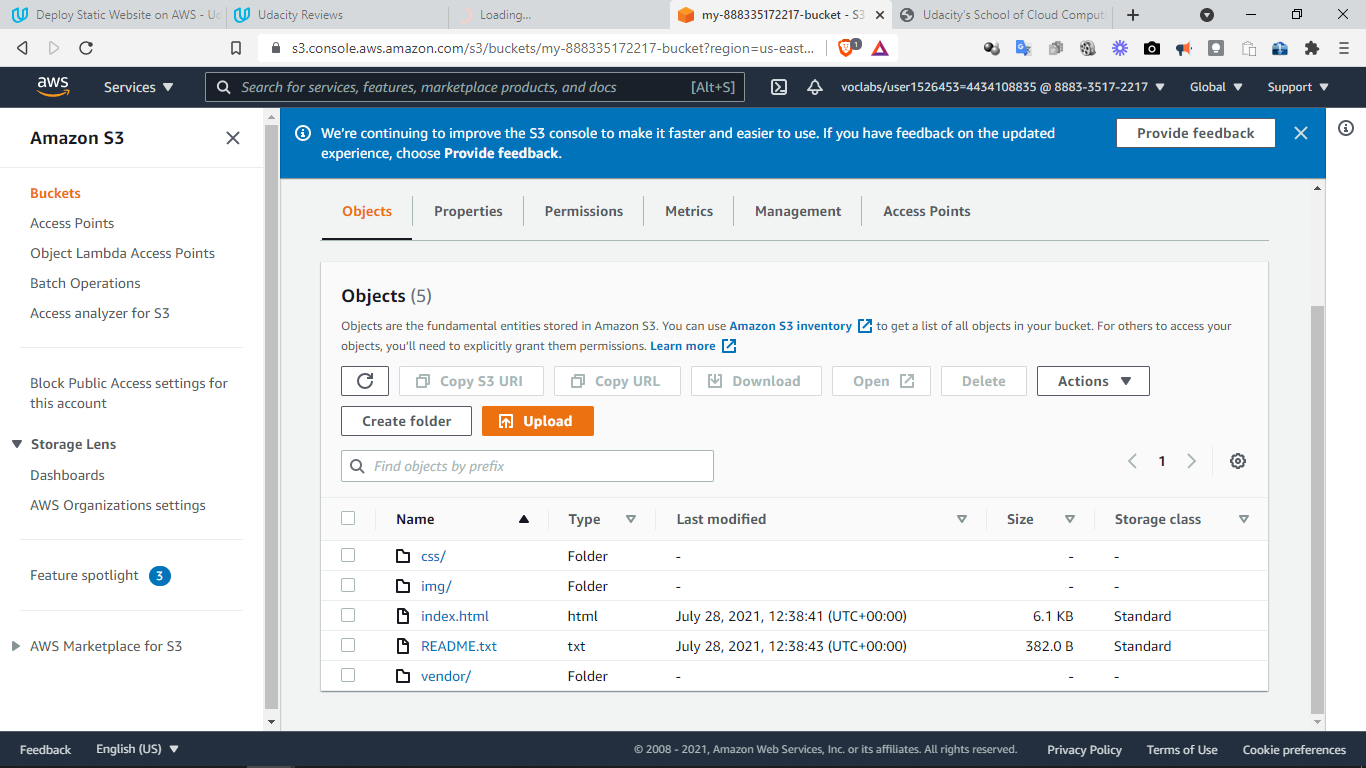 Deploy Static Website on AWS - Ud
Udacity Reviews
Loading...
my-888335172217-bucket - S3
Udacity's School of Cloud Comput
s3.console.aws.amazon.com/s3/buckets/my-888335172217-bucket?region=us-east...
1
aws
Services
Search for services, features, marketplace products, and docs
[Alt+S]
voclabs/user1526453=4434108835 @ 8883-3517-2217
Global
Support
Amazon S3
Buckets
Access Points
Object Lambda Access Points
Batch Operations
Access analyzer for S3
Block Public Access settings for
this account
Storage Lens
Dashboards
AWS Organizations settings
Feature spotlight 3
AWS Marketplace for S3
We're continuing to improve the S3 console to make it faster and easier to use. If you have feedback on the updated
experience, choose Provide feedback.
Provide feedback
Objects
Properties
Permissions
Metrics
Management
Access Points
Objects (5)
Objects are the fundamental entities stored in Amazon S3. You can use Amazon S3 inventory to get a list of all objects in your bucket. For others to access your
objects, you'll need to explicitly grant them permissions. Learn more
Copy S3 URI
Copy URL
Download
Open
Delete
Actions
Create folder
Upload
Find objects by prefix
1
Name Type Last modified Size Storage class
css/ Folder - - -
img/ Folder - - -
index.html html July 28, 2021, 12:38:41 (UTC+00:00) 6.1 KB Standard
README.txt txt July 28, 2021, 12:38:43 (UTC+00:00) 382.0 B Standard
vendor/ Folder - - -
Feedback
English (US)
© 2008 - 2021, Amazon Web Services, Inc. or its affiliates. All rights reserved.
Privacy Policy
Terms of Use
Cookie preferences